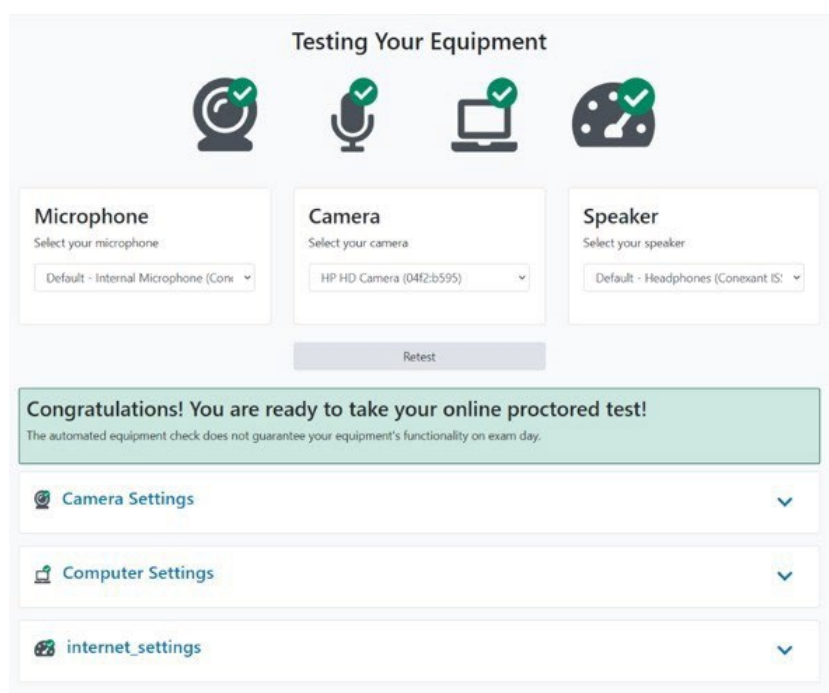 Testing Your Equipment
Microphone
Select your microphone
Default - Internal Microphone (Cone
Camera
Select your camera
HP HD Camera (04f2:b595)
Speaker
Select your speaker
Default - Headphones (Conexant IS
Retest
Congratulations! You are ready to take your online proctored test!
The automated equipment check does not guarantee your equipment's functionality on exam day.
Camera Settings
Computer Settings
internet_settings